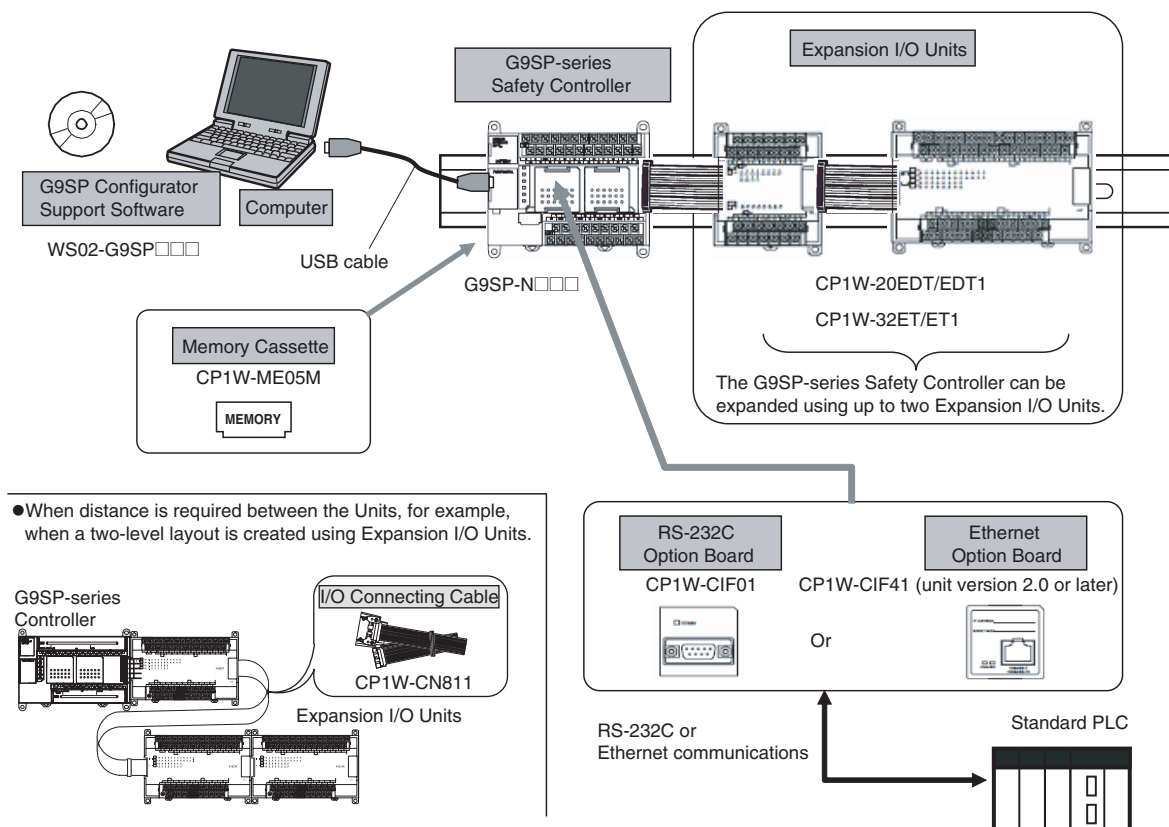 G9SP-series
Safety Controller
Expansion I/O Units
G9SP Configurator
Support Software
Computer
WS02-G9SP□□□
USB cable
G9SP-N□□□
CP1W-20EDT/EDT1
CP1W-32ET/ET1
The G9SP-series Safety Controller can be
expanded using up to two Expansion I/O Units.
Memory Cassette
CP1W-ME05M
MEMORY
●When distance is required between the Units, for example,
when a two-level layout is created using Expansion I/O Units.
G9SP-series
Controller
I/O Connecting Cable
CP1W-CN811
Expansion I/O Units
RS-232C
Option Board
CP1W-CIF01
COMM
Or
Ethernet
Option Board
CP1W-CIF41 (unit version 2.0 or later)
RS-232C or
Ethernet communications
Standard PLC